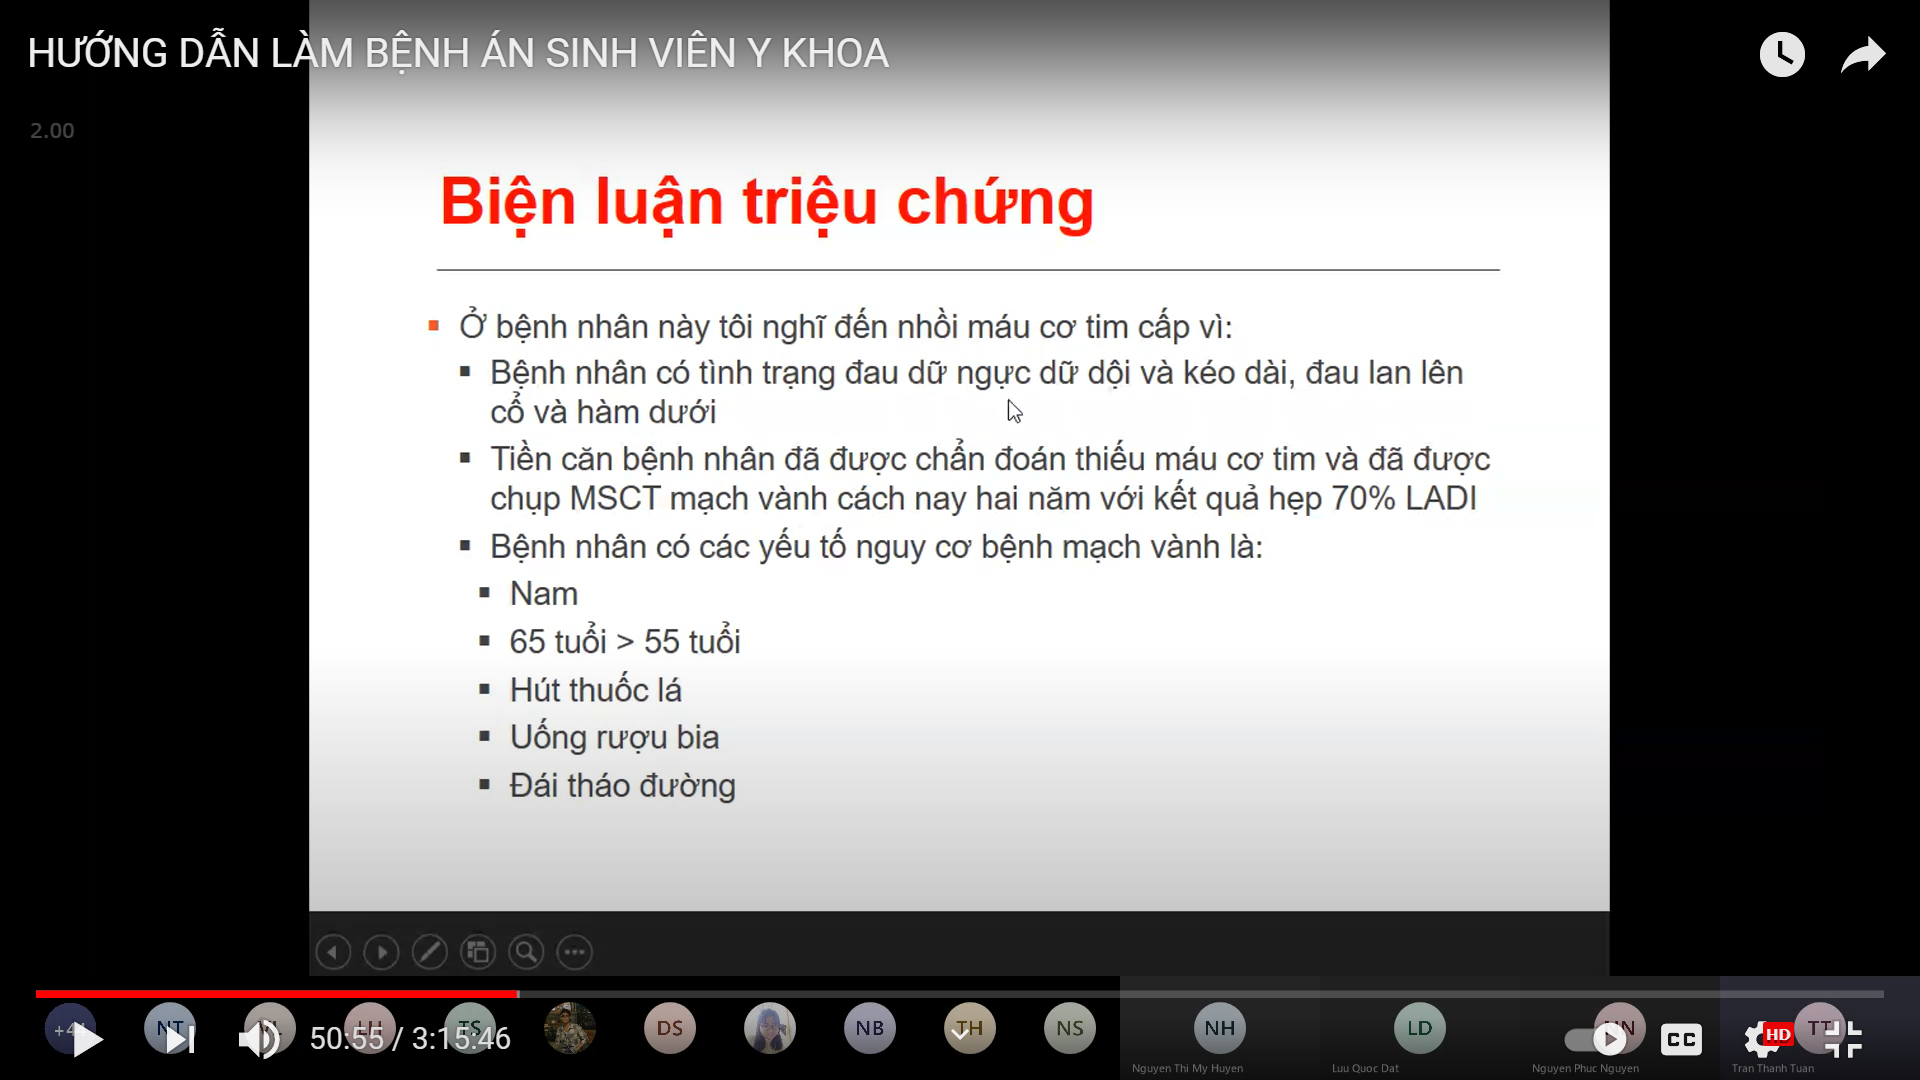 HƯỚNG DẪN LÀM BỆNH ÁN SINH VIÊN Y KHOA
2.00
Biện luận triệu chứng
Ở bệnh nhân này tôi nghĩ đến nhồi máu cơ tim cấp vì:
Bệnh nhân có tình trạng đau dữ ngực dữ dội và kéo dài, đau lan lên
cổ và hàm dưới
Tiền căn bệnh nhân đã được chẩn đoán thiếu máu cơ tim và đã được
chụp MSCT mạch vành cách nay hai năm với kết quả hẹp 70% LADI
Bệnh nhân có các yếu tố nguy cơ bệnh mạch vành là:
Nam
65 tuổi > 55 tuổi
Hút thuốc lá
Uống rượu bia
Đái tháo đường
NT LH TS DS NB TH NS NH LD TT
50:55 / 3:15:46
CC HD
Nguyen Thi My Huyen Luu Quoc Dat Nguyen Phuc Nguyen Tran Thanh Tuan